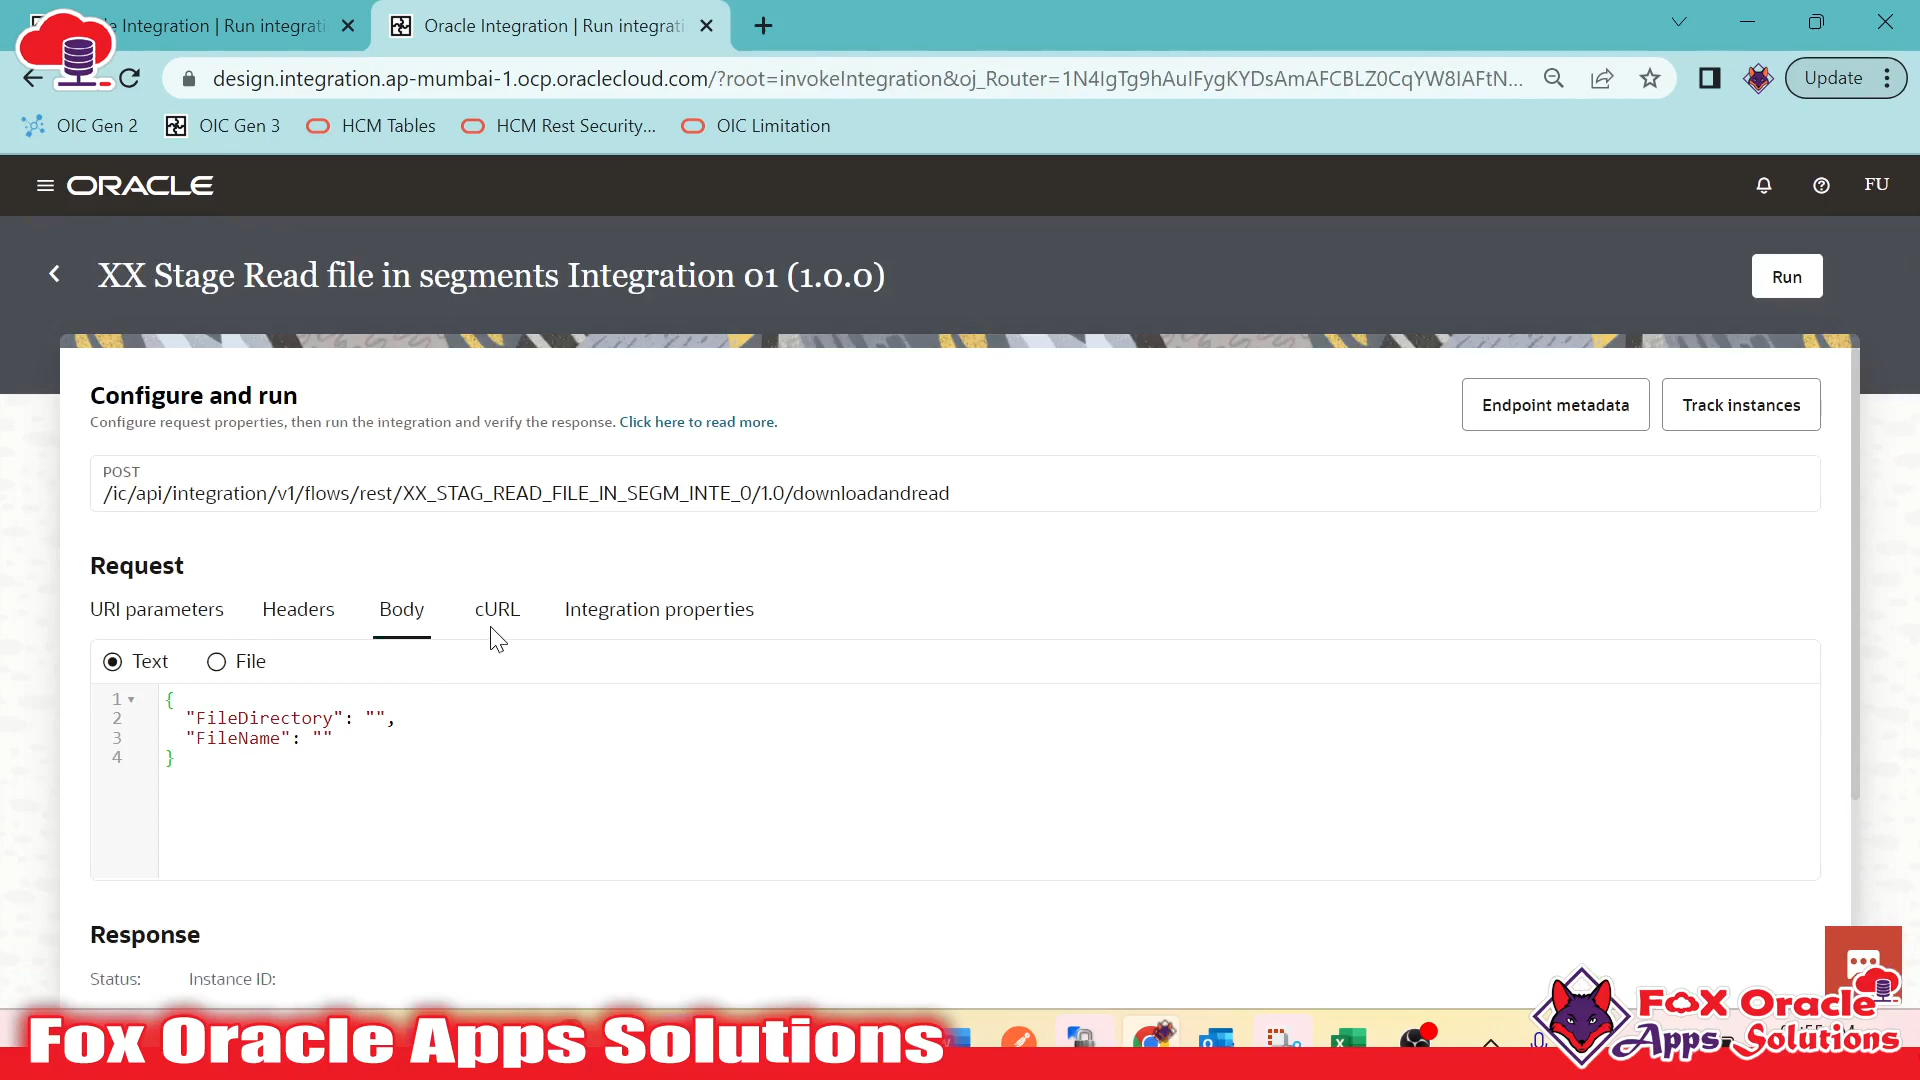 e Integration | Run integrati
Oracle Integration | Run integrati
design.integration.ap-mumbai-1.ocp.oraclecloud.com/?root=invokeIntegration&oj_Router=1N4IgTg9hAuIFygKYDsAmAFCBLZ0CqYW8IAFtN...
Update
OIC Gen 2
OIC Gen 3
HCM Tables
HCM Rest Security...
OIC Limitation
ORACLE
FU
XX Stage Read file in segments Integration 01 (1.0.0)
Run
Configure and run
Configure request properties, then run the integration and verify the response. Click here to read more.
Endpoint metadata
Track instances
POST
/ic/api/integration/v1/flows/rest/XX_STAG_READ_FILE_IN_SEGM_INTE_0/1.0/downloadandread
Request
URI parameters
Headers
Body
cURL
Integration properties
Text
File
1 {
2 "FileDirectory": "",
3 "FileName": ""
4 }
Response
Status:
Instance ID:
Fox Oracle Apps Solutions
Fox Oracle
Apps Solutions